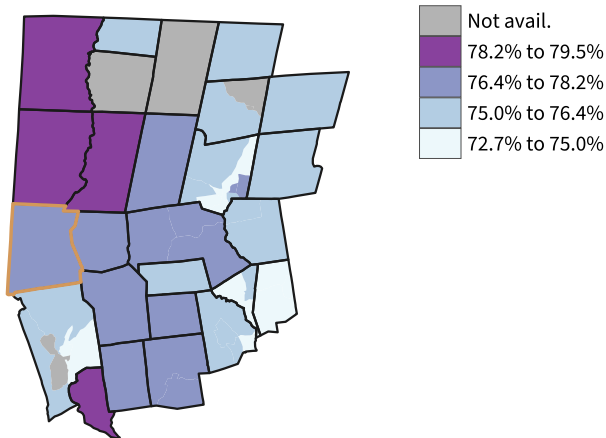 Not avail.
78.2% to 79.5%
76.4% to 78.2%
75.0% to 76.4%
72.7% to 75.0%